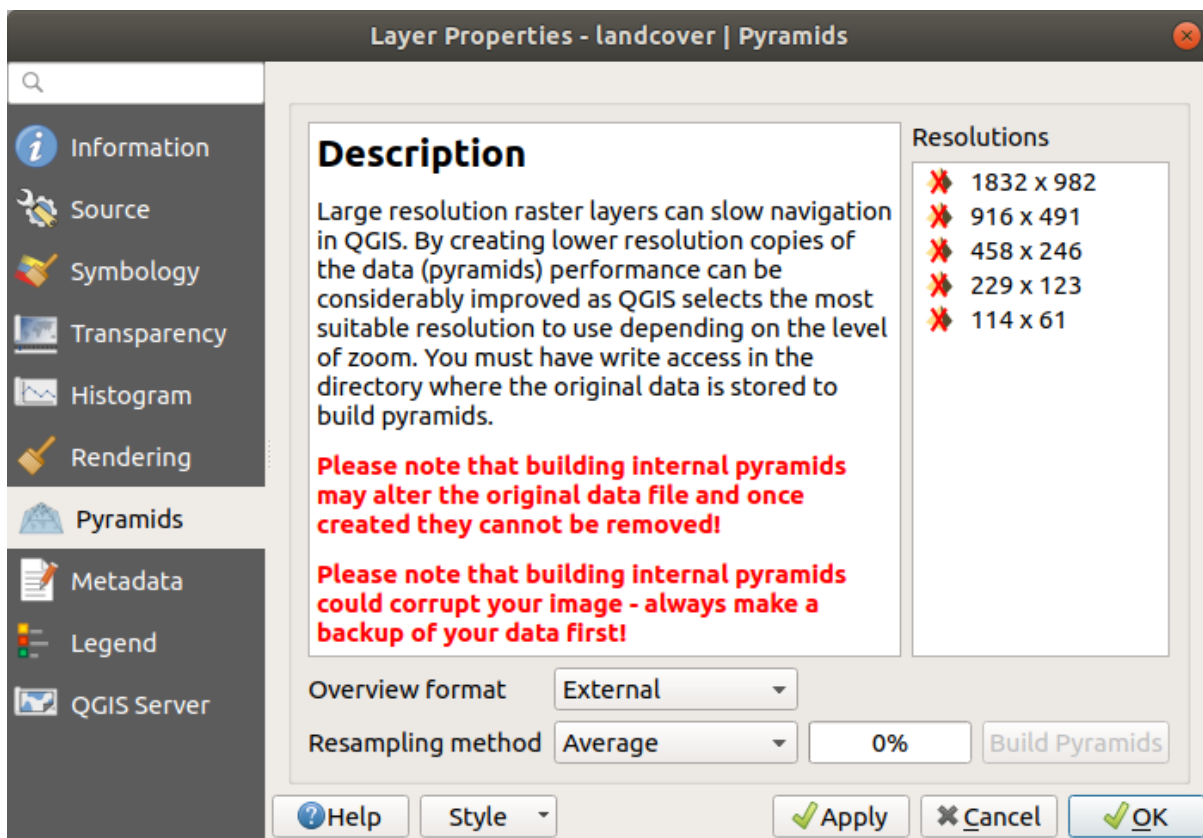 Layer Properties - landcover | Pyramids
Information
Source
Symbology
Transparency
Histogram
Rendering
Pyramids
Metadata
Legend
QGIS Server
Description
Large resolution raster layers can slow navigation
in QGIS. By creating lower resolution copies of
the data (pyramids) performance can be
considerably improved as QGIS selects the most
suitable resolution to use depending on the level
of zoom. You must have write access in the
directory where the original data is stored to
build pyramids.
Please note that building internal pyramids
may alter the original data file and once
created they cannot be removed!
Please note that building internal pyramids
could corrupt your image - always make a
backup of your data first!
Resolutions
1832 x 982
916 x 491
458 x 246
229 x 123
114 x 61
Overview format External
Resampling method Average 0% Build Pyramids
Help Style Apply Cancel OK